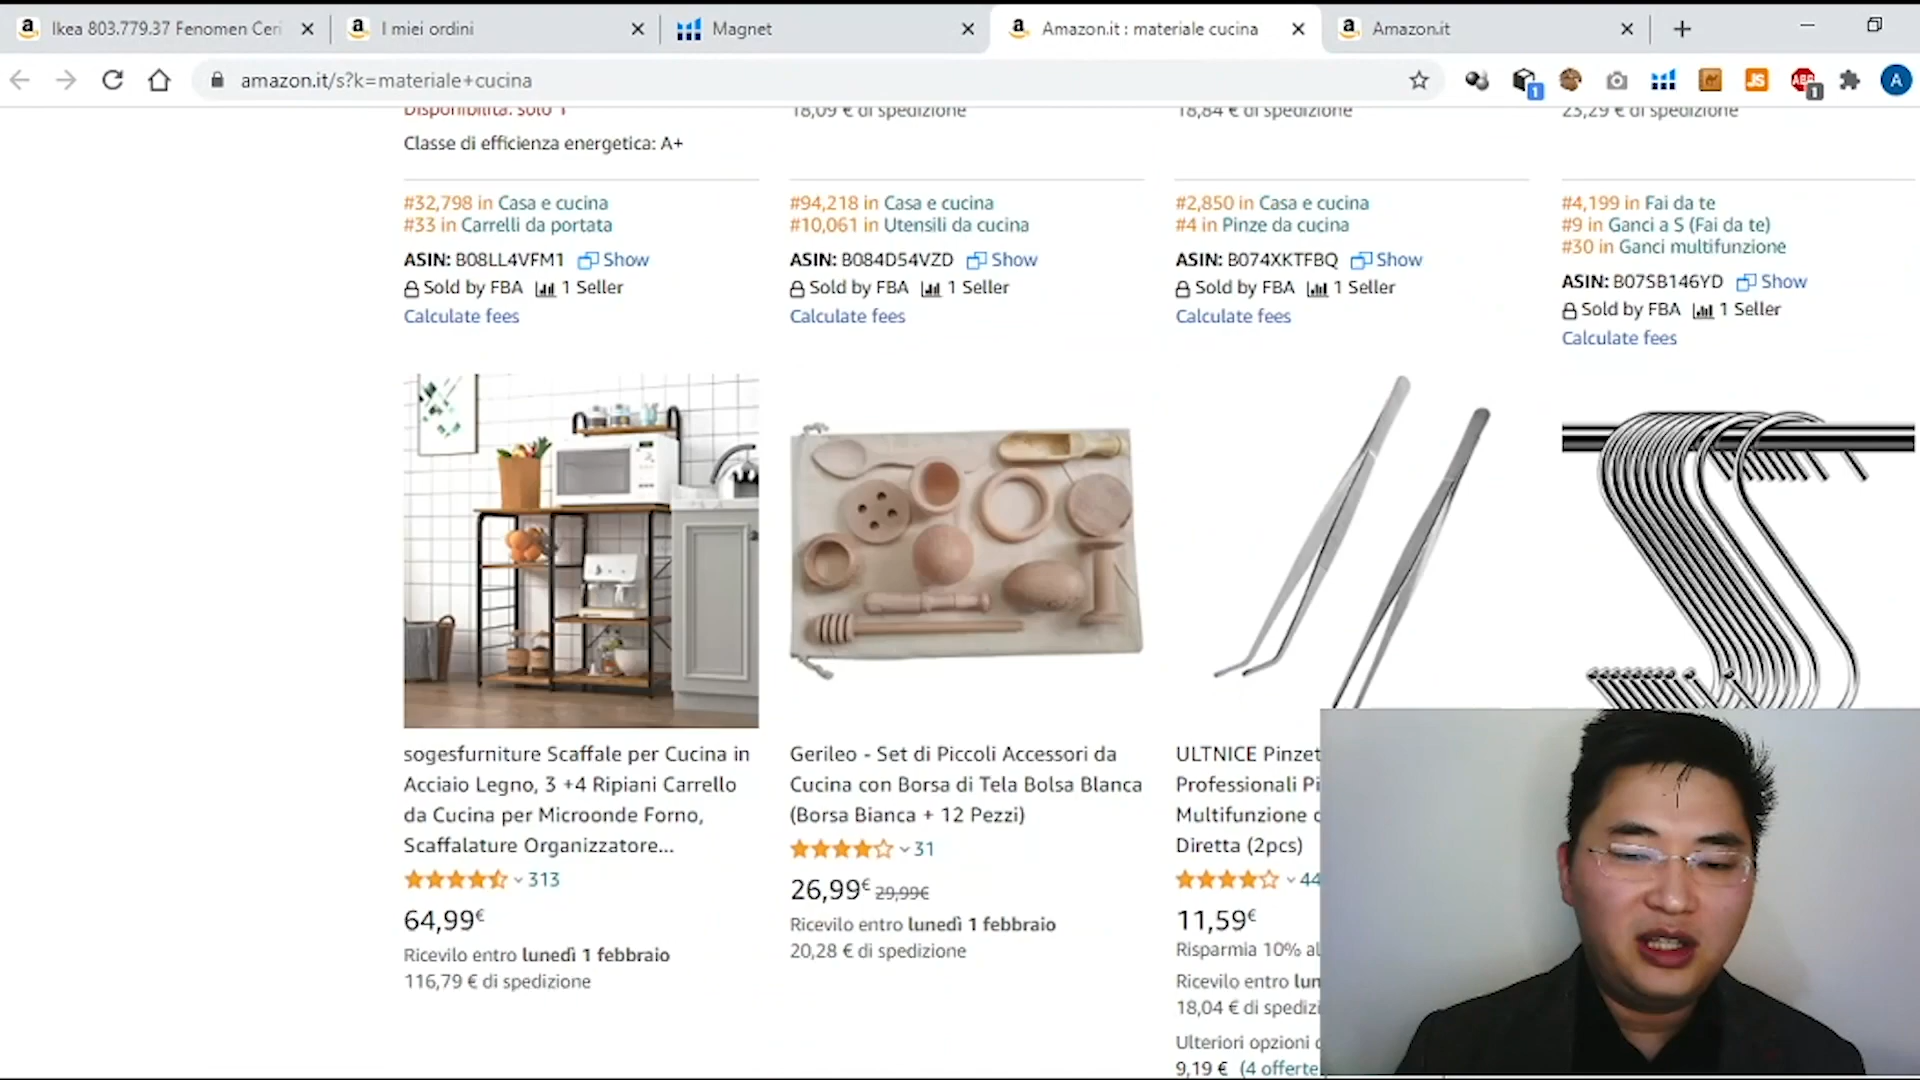 Ikea 803.779.37 Fenomen Ceri
I miei ordini
Magnet
Amazon.it : materiale cucina
Amazon.it
amazon.it/s?k=materiale+cucina
1
JS
ABP
1
A
Disponibilità: solo 1
Classe di efficienza energetica: A+
#32,798 in Casa e cucina
#33 in Carrelli da portata
ASIN: B08LL4VFM1 Show
Sold by FBA 1 Seller
Calculate fees
sogesfurniture Scaffale per Cucina in
Acciaio Legno, 3 +4 Ripiani Carrello
da Cucina per Microonde Forno,
Scaffalature Organizzatore...
313
64,99€
Ricevilo entro lunedì 1 febbraio
116,79 € di spedizione
18,09 € di spedizione
#94,218 in Casa e cucina
#10,061 in Utensili da cucina
ASIN: B084D54VZD Show
Sold by FBA 1 Seller
Calculate fees
Gerileo - Set di Piccoli Accessori da
Cucina con Borsa di Tela Bolsa Blanca
(Borsa Bianca + 12 Pezzi)
31
26,99€ 29,99€
Ricevilo entro lunedì 1 febbraio
20,28 € di spedizione
18,84 € di spedizione
#2,850 in Casa e cucina
#4 in Pinze da cucina
ASIN: B074XKTFBQ Show
Sold by FBA 1 Seller
Calculate fees
ULTNICE Pinzet
Professionali Pi
Multifunzione
Diretta (2pcs)
44
11,59€
Risparmia 10% al
Ricevilo entro lun
18,04 € di spedizi
Ulteriori opzioni
9,19 € (4 offerte
23,29 € di spedizione
#4,199 in Fai da te
#9 in Ganci a S (Fai da te)
#30 in Ganci multifunzione
ASIN: B07SB146YD Show
Sold by FBA 1 Seller
Calculate fees